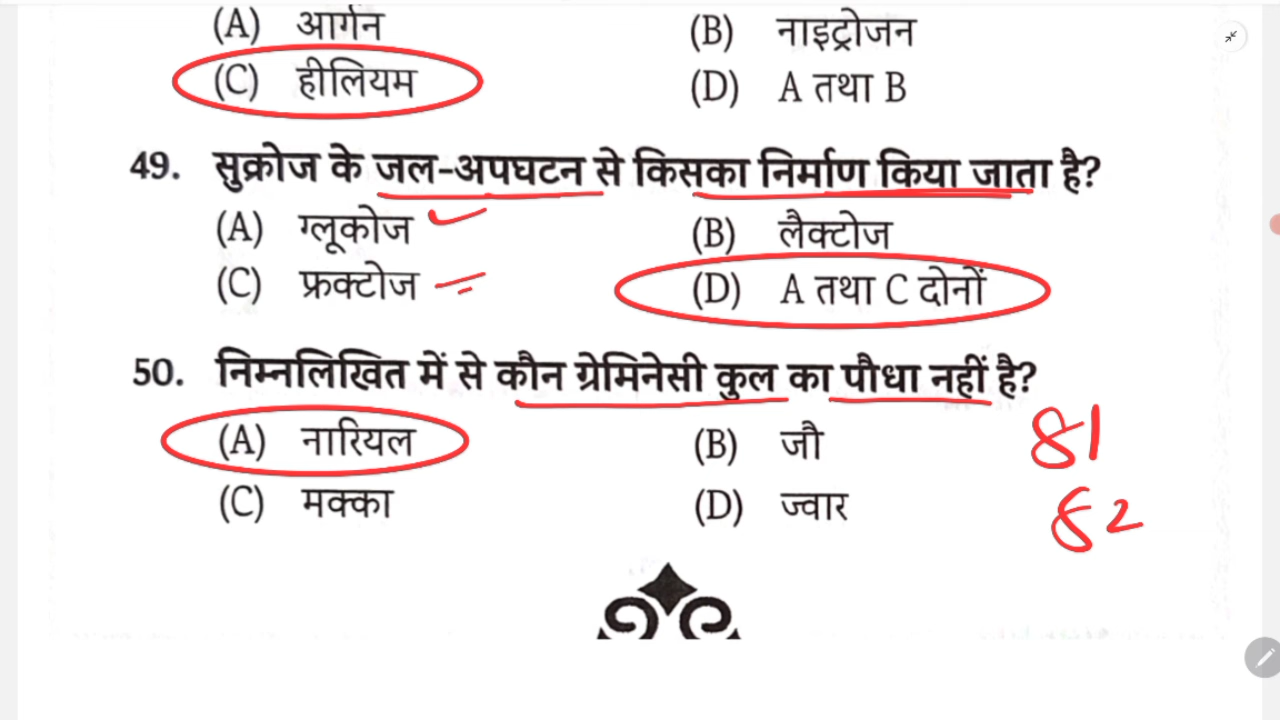 (A) आर्गन (B) नाइट्रोजन
(C) हीलियम (D) A तथा B
49. सुक्रोज के जल-अपघटन से किसका निर्माण किया जाता है?
(A) ग्लूकोज (B) लैक्टोज
(C) फ्रक्टोज (D) A तथा C दोनों
50. निम्नलिखित में से कौन ग्रेमिनेसी कुल का पौधा नहीं है?
(A) नारियल (B) जौ
81
(C) मक्का (D) ज्वार
82